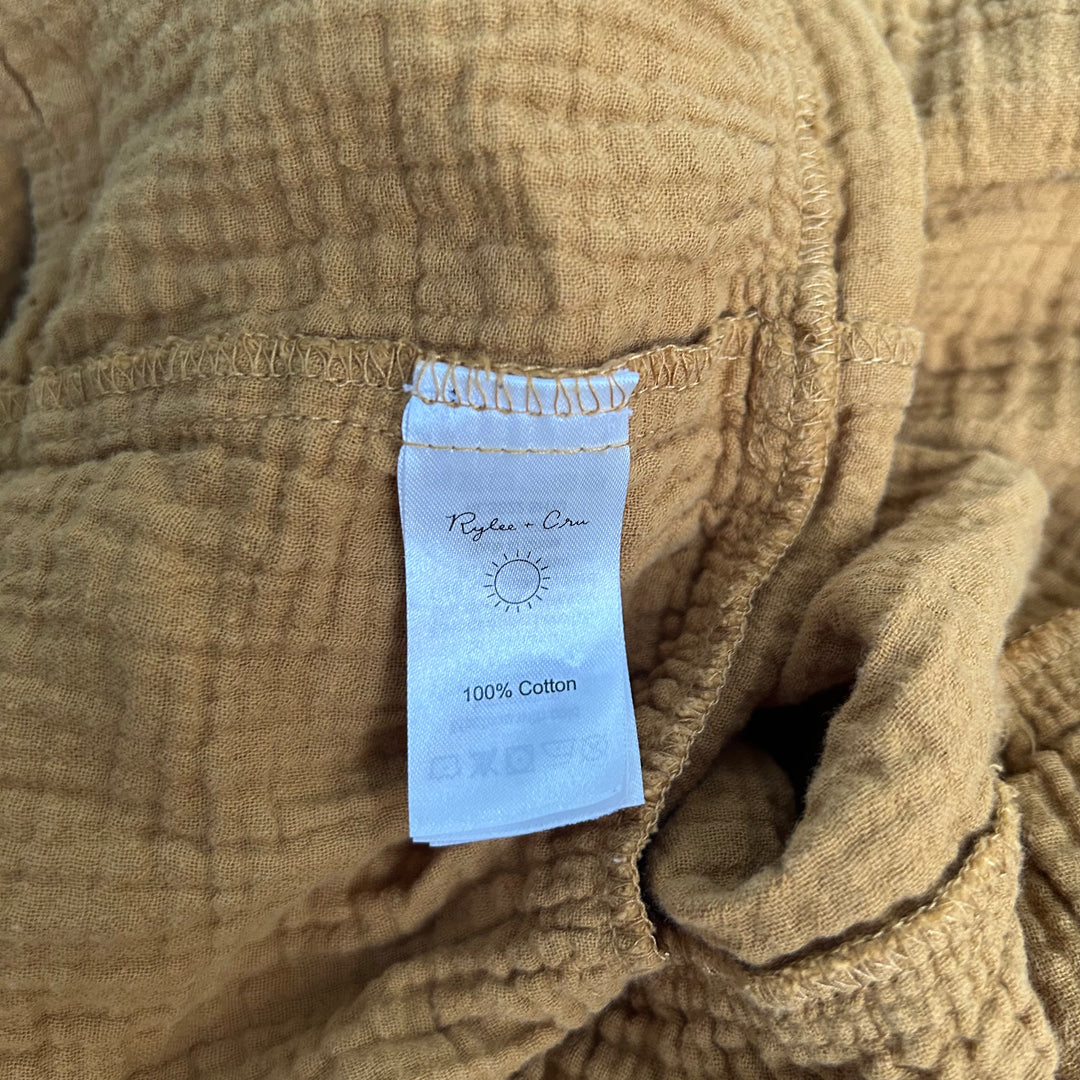 Rylee + Cru
100% Cotton